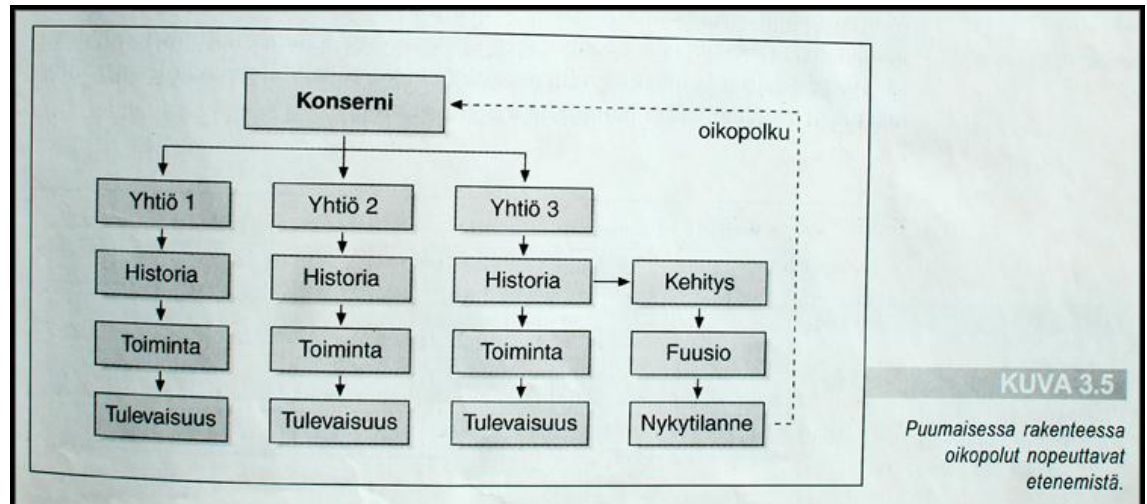 Konserni
oikopolku
Yhtiö 1
Yhtiö 2
Yhtiö 3
Historia
Historia
Historia
Kehitys
Toiminta
Toiminta
Toiminta
Fuusio
Tulevaisuus
Tulevaisuus
Tulevaisuus
Nykytilanne
KUVA 3.5
Puumaisessa rakenteessa
oikopolut nopeuttavat
etenemistä.